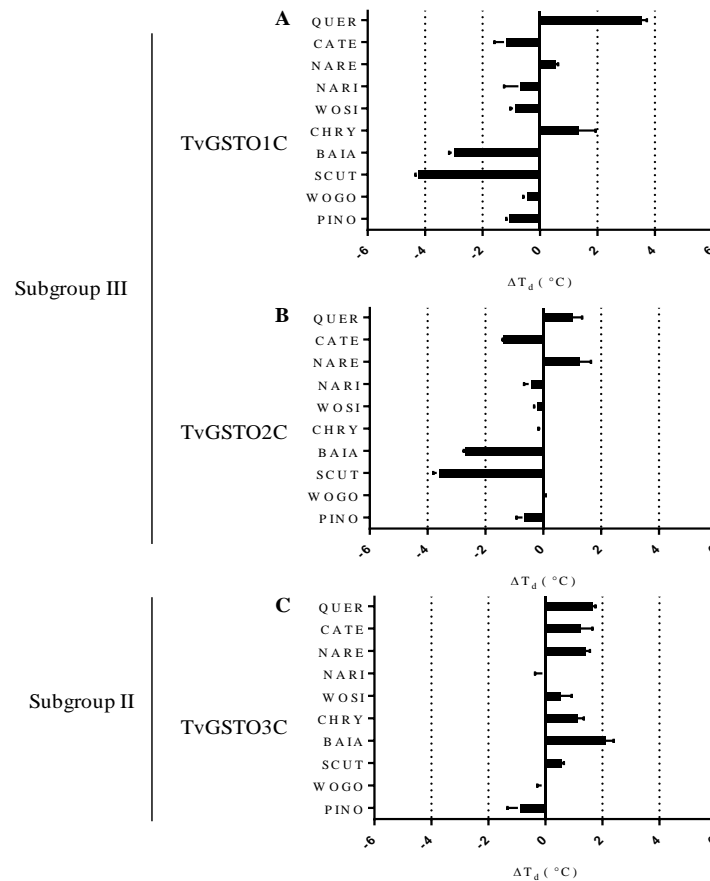 A
QUER
CATE
NARE
NARI
WOSI
CHRY
BAIA
SCUT
WOGO
PINO
-6 -4 -2 0 2 4 6
ΔTd ( °C)
TvGSTO1C
Subgroup III
B
QUER
CATE
NARE
NARI
WOSI
CHRY
BAIA
SCUT
WOGO
PINO
-6 -4 -2 0 2 4 6
ΔTd ( °C)
TvGSTO2C
C
QUER
CATE
NARE
NARI
WOSI
CHRY
BAIA
SCUT
WOGO
PINO
-6 -4 -2 0 2 4 6
ΔTd ( °C)
Subgroup II
TvGSTO3C